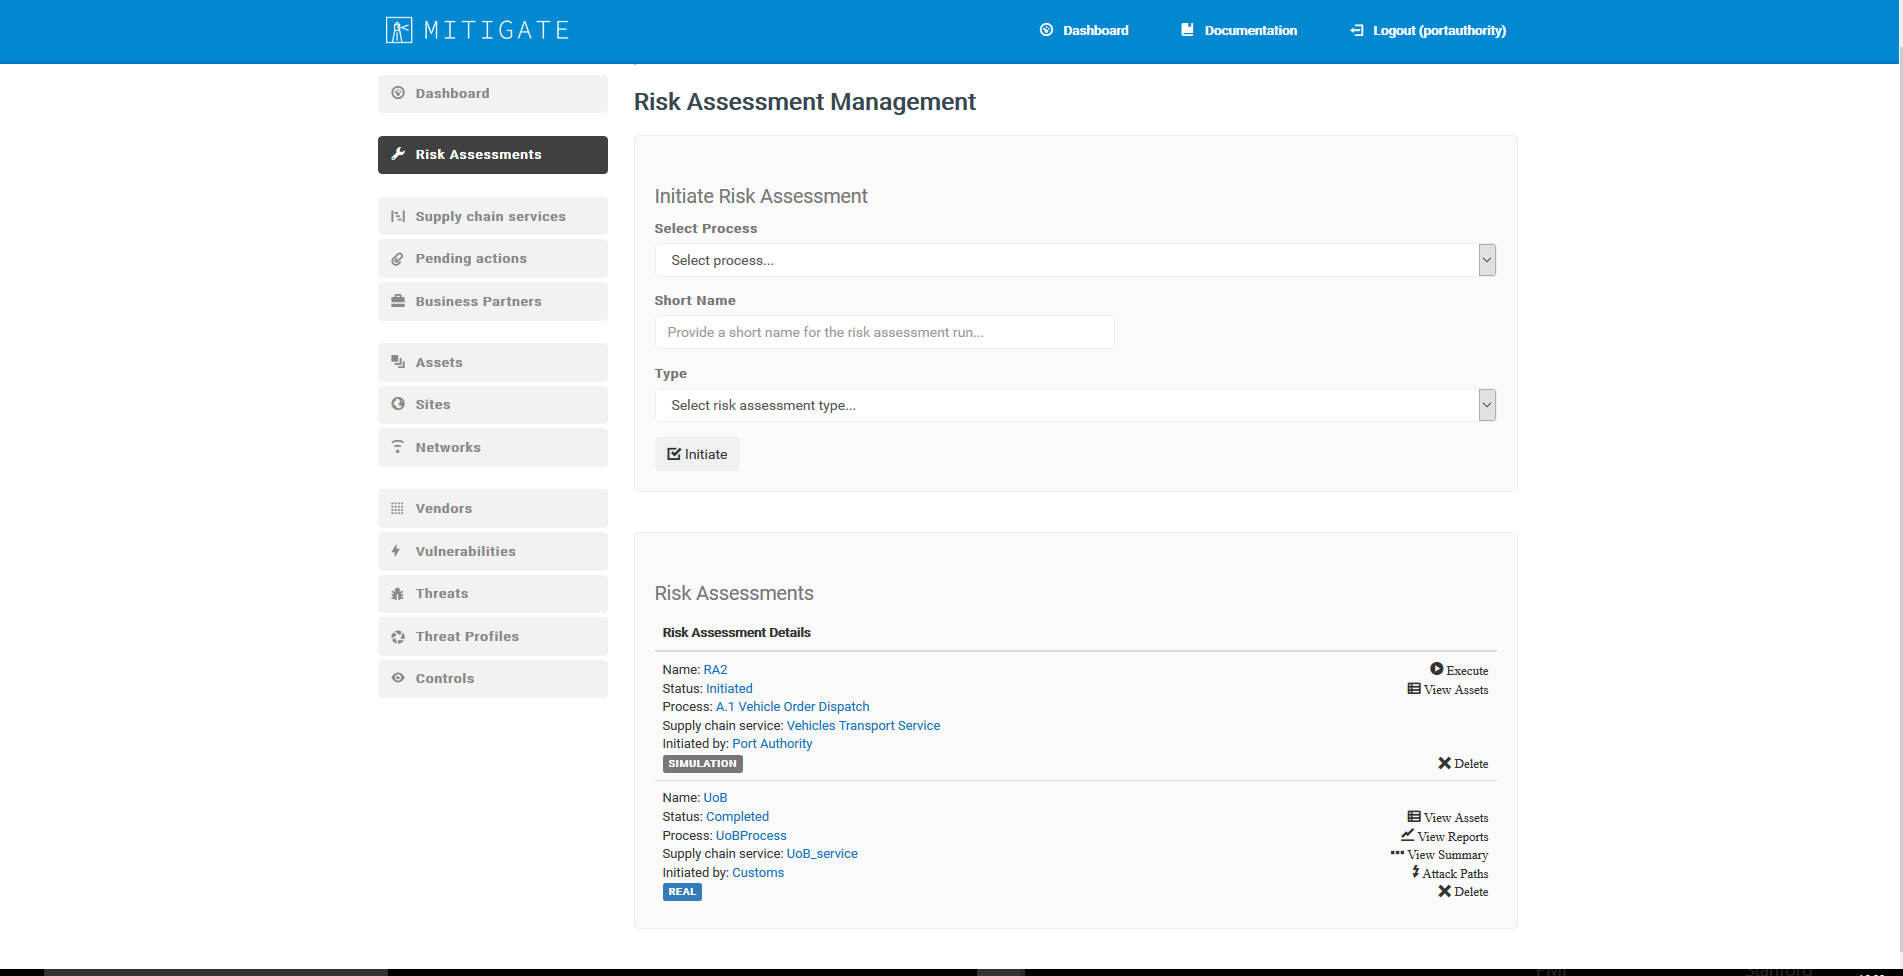 MITIGATE
Dashboard
Documentation
Logout (portauthority)
Dashboard
Risk Assessments
Supply chain services
Pending actions
Business Partners
Assets
Sites
Networks
Vendors
Vulnerabilities
Threats
Threat Profiles
Controls
Risk Assessment Management
Initiate Risk Assessment
Select Process
Select process...
Short Name
Provide a short name for the risk assessment run...
Type
Select risk assessment type...
Initiate
Risk Assessments
Risk Assessment Details
Name: RA2
Execute
Status: Initiated
View Assets
Process: A.1 Vehicle Order Dispatch
Supply chain service: Vehicles Transport Service
Initiated by: Port Authority
SIMULATION
Delete
Name: UoB
Status: Completed
View Assets
Process: UoBProcess
View Reports
Supply chain service: UoB_service
View Summary
Initiated by: Customs
Attack Paths
REAL
Delete